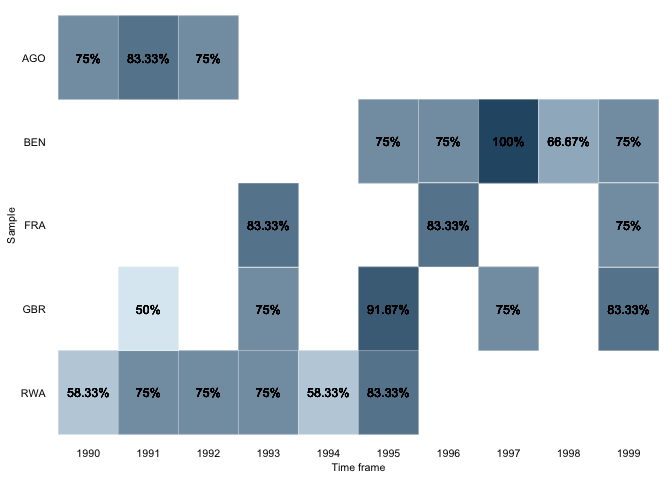 AGO 75% 83.33% 75%
BEN 75% 75% 100% 66.67% 75%
Sample
FRA 83.33% 83.33% 75%
GBR 50% 75% 91.67% 75% 83.33%
RWA 58.33% 75% 75% 75% 58.33% 83.33%
1990 1991 1992 1993 1994 1995 1996 1997 1998 1999
Time frame